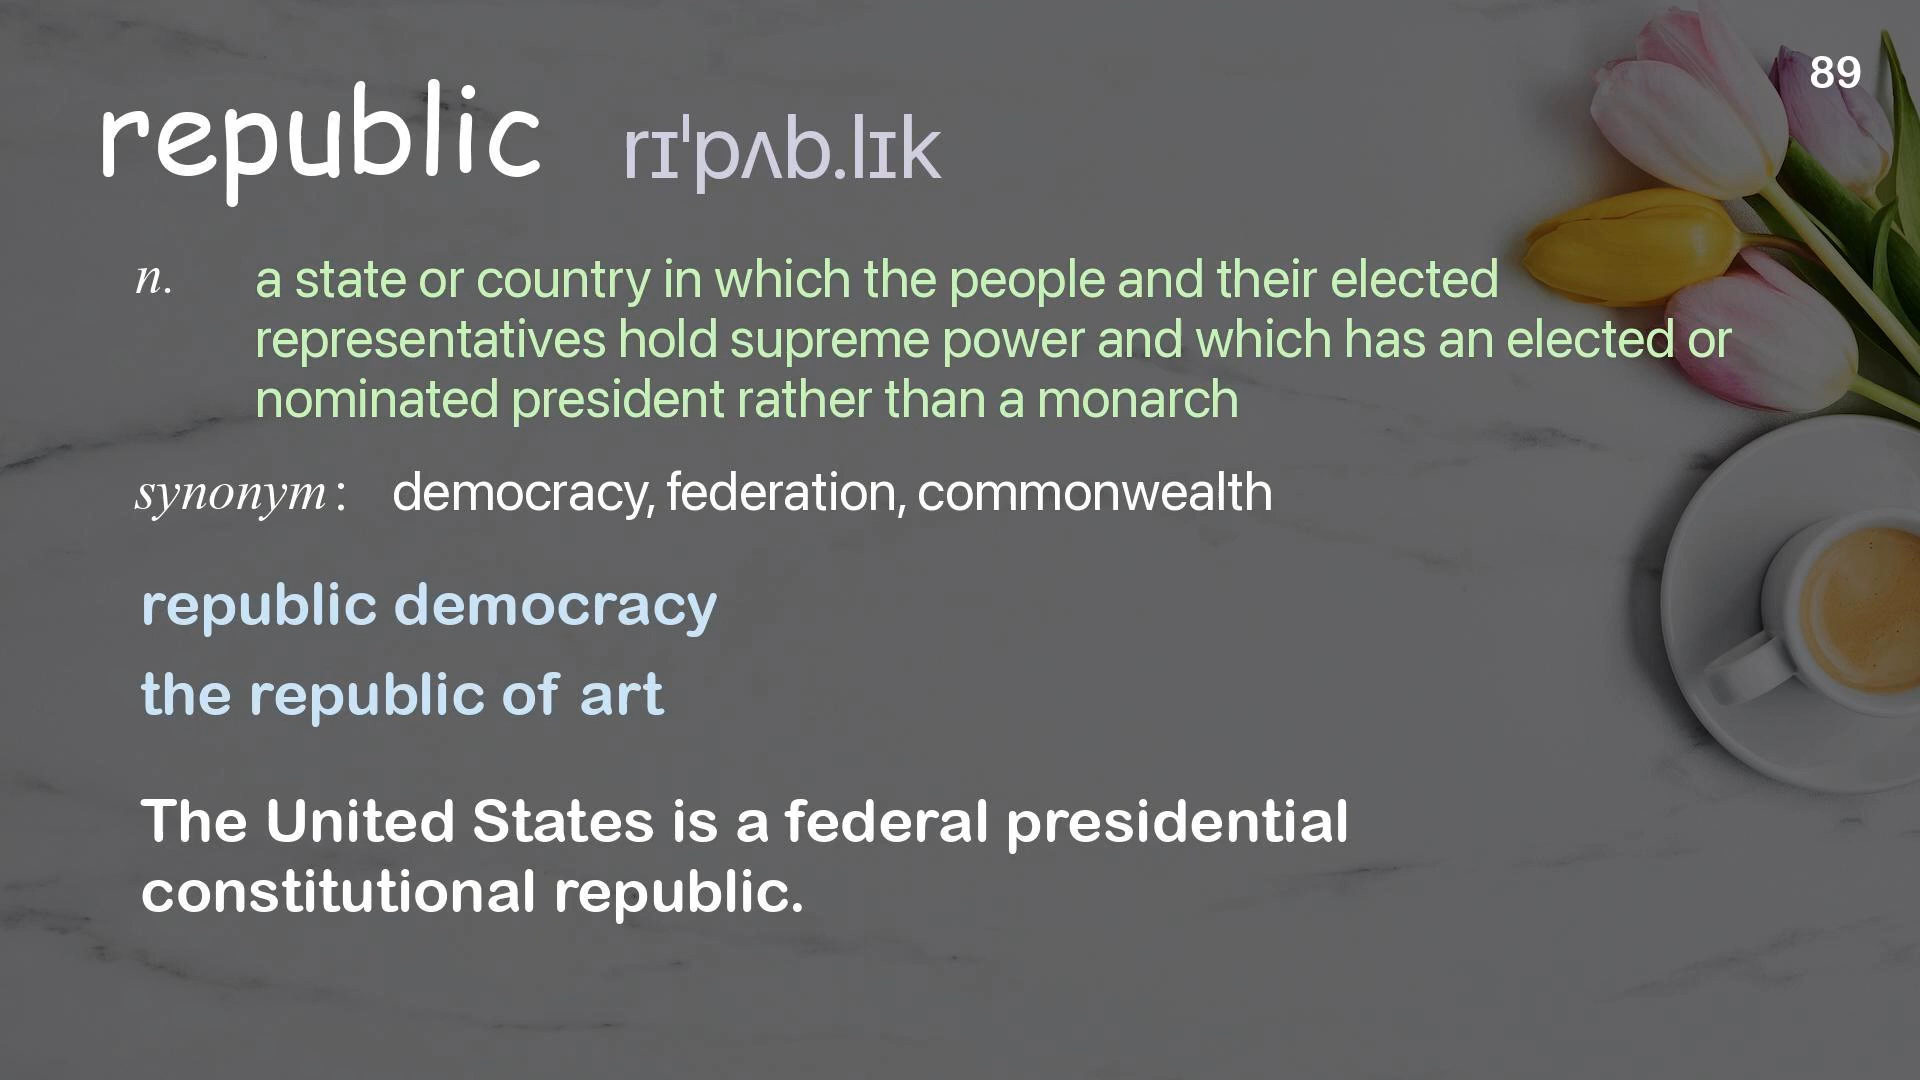 89
republic rɪˈpʌb.lɪk
n. a state or country in which the people and their elected
representatives hold supreme power and which has an elected or
nominated president rather than a monarch
synonym: democracy, federation, commonwealth
republic democracy
the republic of art
The United States is a federal presidential
constitutional republic.